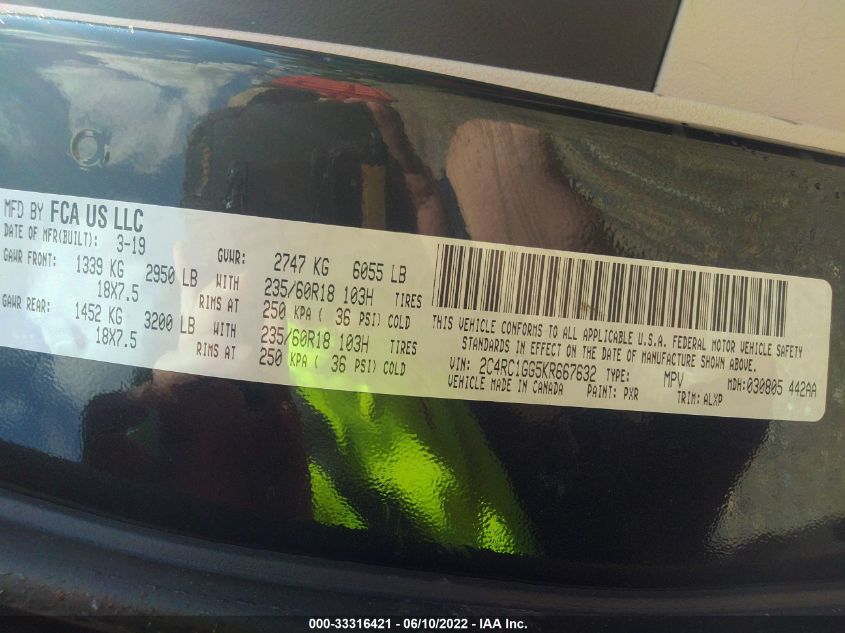 MFD BY FCA US LLC
DATE OF MFR(BUILT): 3-19 GVWR: 2747 KG 6055 LB
GAWR FRONT: 1339 KG 2950 LB WITH 235/60R18 103H TIRES
18X7.5 RIMS AT 250 KPA ( 36 PSI) COLD
GAWR REAR: 1452 KG 3200 LB WITH 235/60R18 103H TIRES
18X7.5 RIMS AT 250 KPA ( 36 PSI) COLD
THIS VEHICLE CONFORMS TO ALL APPLICABLE U.S.A. FEDERAL MOTOR VEHICLE SAFETY
STANDARDS IN EFFECT ON THE DATE OF MANUFACTURE SHOWN ABOVE.
VIN: 2C4RC1GG5KR667632 TYPE: MPV MDH:030805 442AA
VEHICLE MADE IN CANADA PAINT: PXR TRIM: ALXP
000-33316421 - 06/10/2022 - IAA Inc.